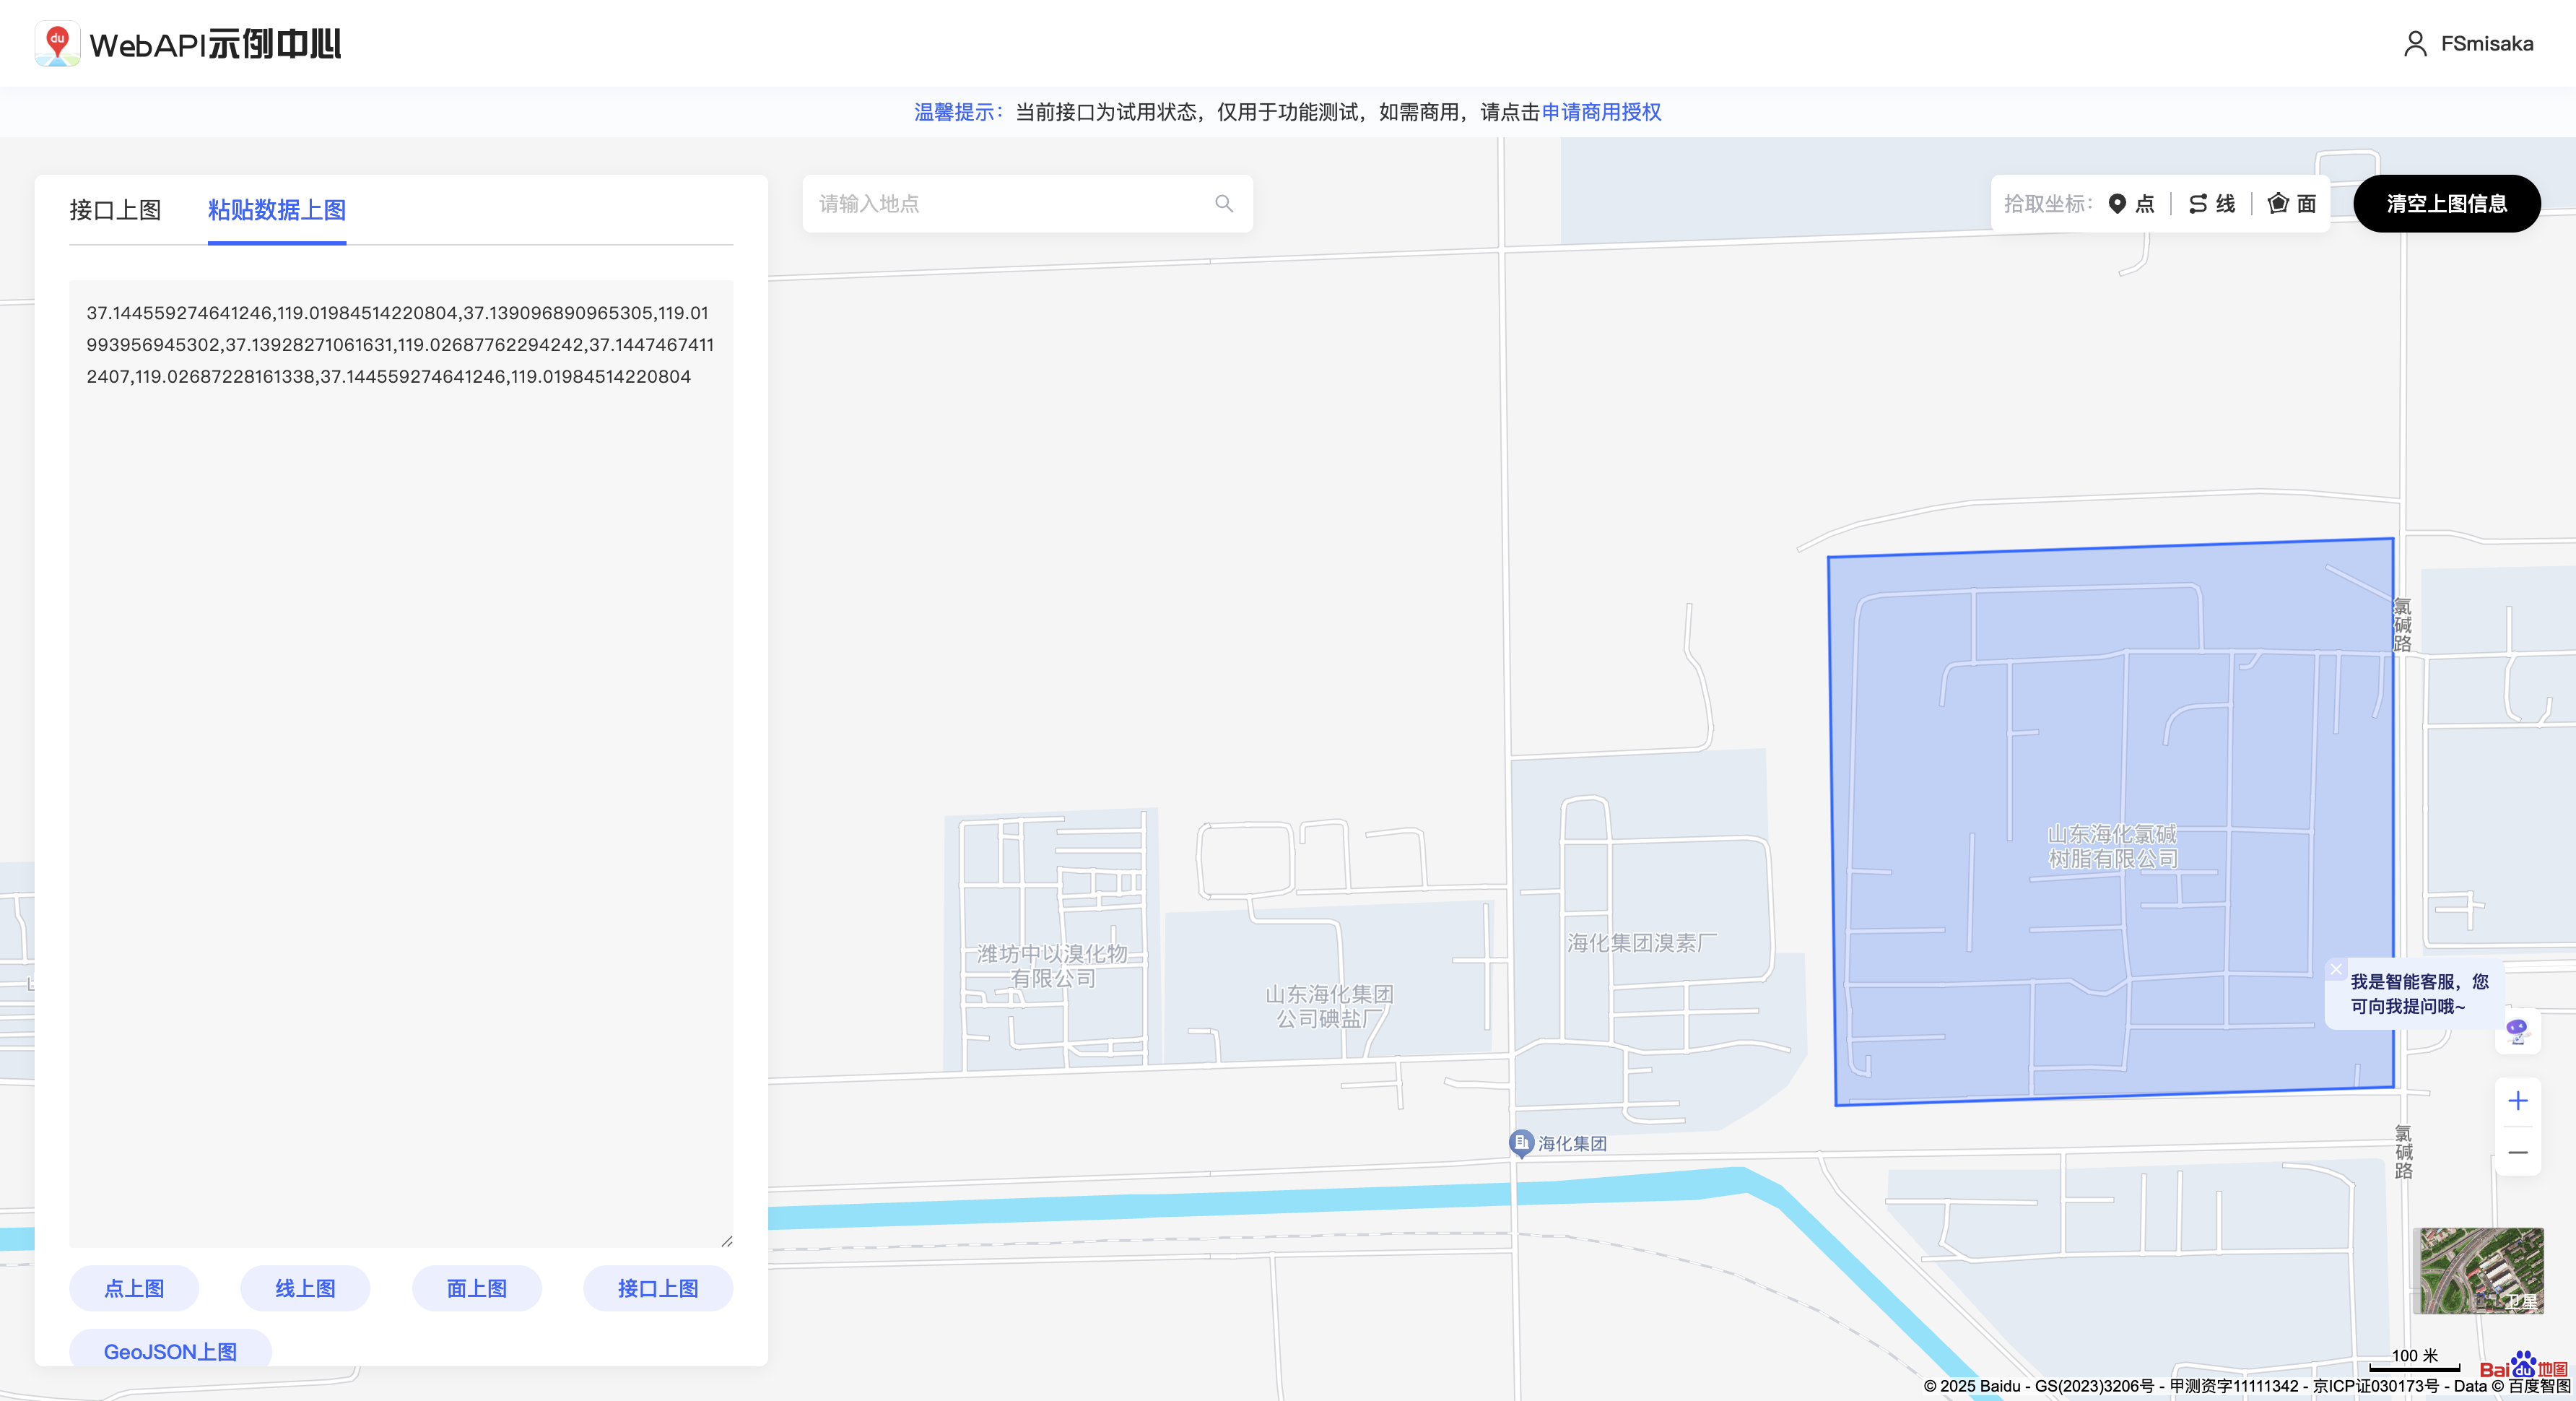 du WebAPI示例中心
FSmisaka
温馨提示：当前接口为试用状态，仅用于功能测试，如需商用，请点击申请商用授权
接口上图 粘贴数据上图
请输入地点
拾取坐标: 点 线 面
清空上图信息
37.144559274641246,119.01984514220804,37.139096890965305,119.01
993956945302,37.13928271061631,119.02687762294242,37.1447467411
2407,119.02687228161338,37.144559274641246,119.01984514220804
氯碱路
山东海化氯碱
树脂有限公司
海化集团溴素厂
潍坊中以溴化物
有限公司
山东海化集团
公司碘盐厂
我是智能客服，您
可向我提问哦~
海化集团
氯碱路
点上图 线上图 面上图 接口上图
GeoJSON上图
卫星
100 米
Bai du 地图
© 2025 Baidu - GS(2023)3206号 - 甲测资字11111342 - 京ICP证030173号 - Data © 百度智图